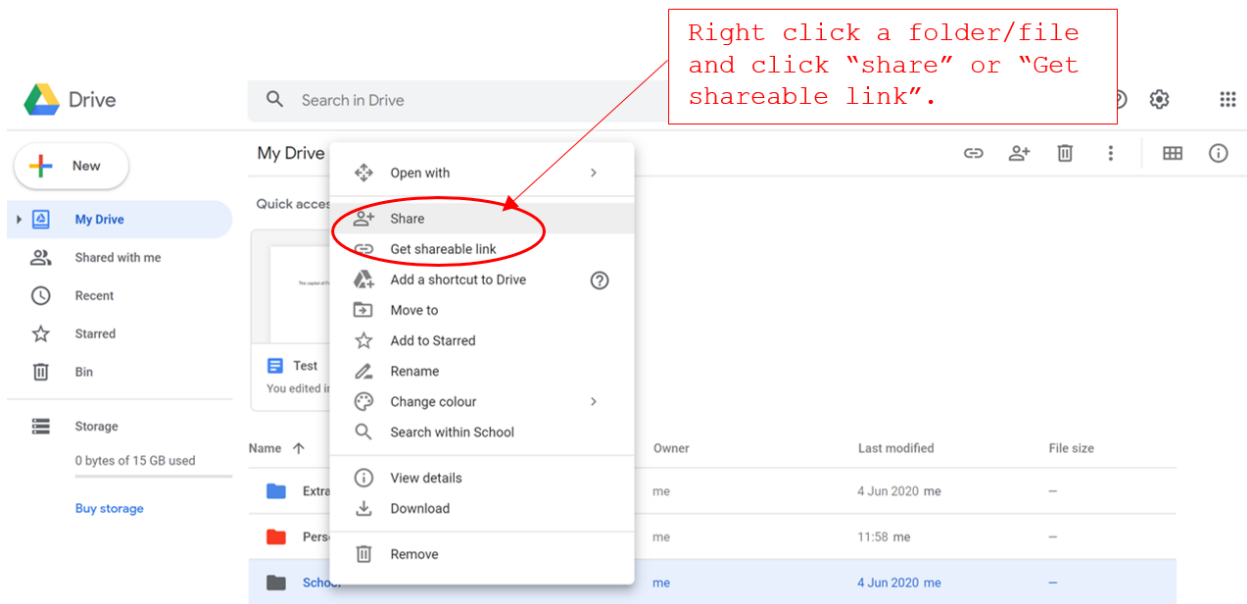 Right click a folder/file
and click “share” or “Get
shareable link”.
Drive
Search in Drive
New
My Drive
Shared with me
Recent
Starred
Bin
Storage
0 bytes of 15 GB used
Buy storage
My Drive
Quick
Test
You edited
Open with
Share
Get shareable link
Add a shortcut to Drive
Move to
Add to Starred
Rename
Change colour
Search within School
View details
Download
Remove
Name Owner Last modified File size
Extra me 4 Jun 2020 me –
Pers me 11:58 me –
School me 4 Jun 2020 me –